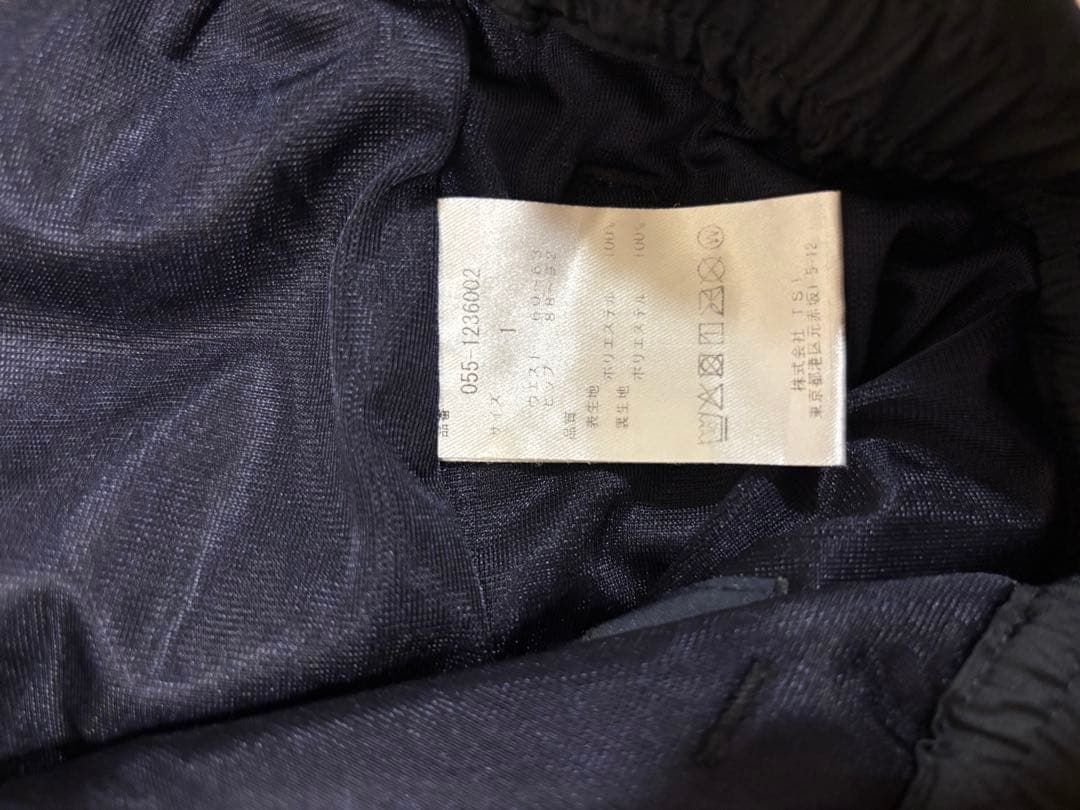 品番 055-1236002
サイズ 1
ウエスト 60~63
ヒップ 88~92
品質
表生地 ポリエステル 100%
裏生地 ポリエステル 100%
株式会社 TSI
東京都港区元赤坂1-5-12